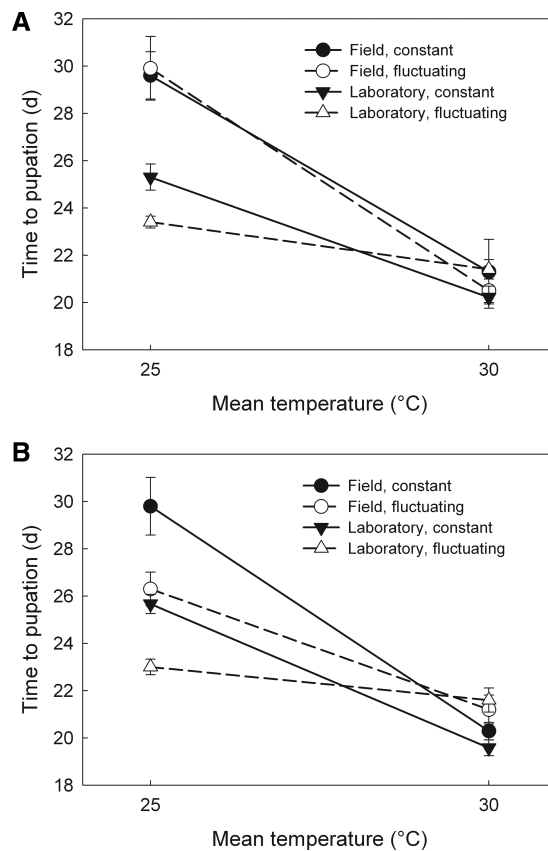 A
32
30
28
26
24
22
20
18
Time to pupation (d)
Field, constant
Field, fluctuating
Laboratory, constant
Laboratory, fluctuating
25
30
Mean temperature (°C)
B
32
30
28
26
24
22
20
18
Time to pupation (d)
Field, constant
Field, fluctuating
Laboratory, constant
Laboratory, fluctuating
25
30
Mean temperature (°C)